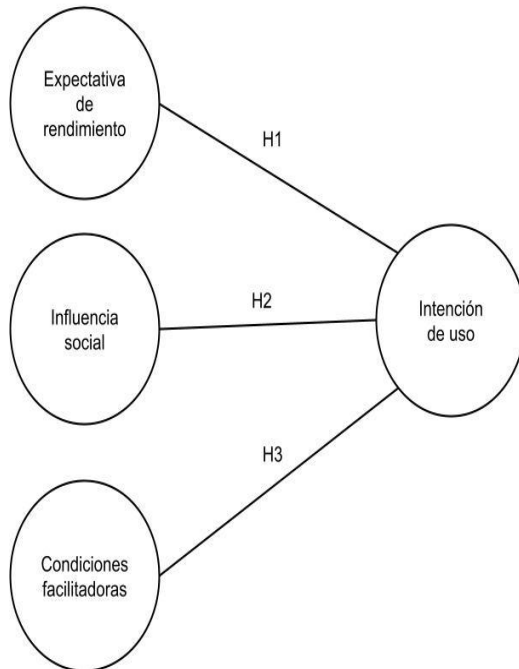 Expectativa
de
rendimiento
H1
Influencia
social
H2
Intención
de uso
H3
Condiciones
facilitadoras